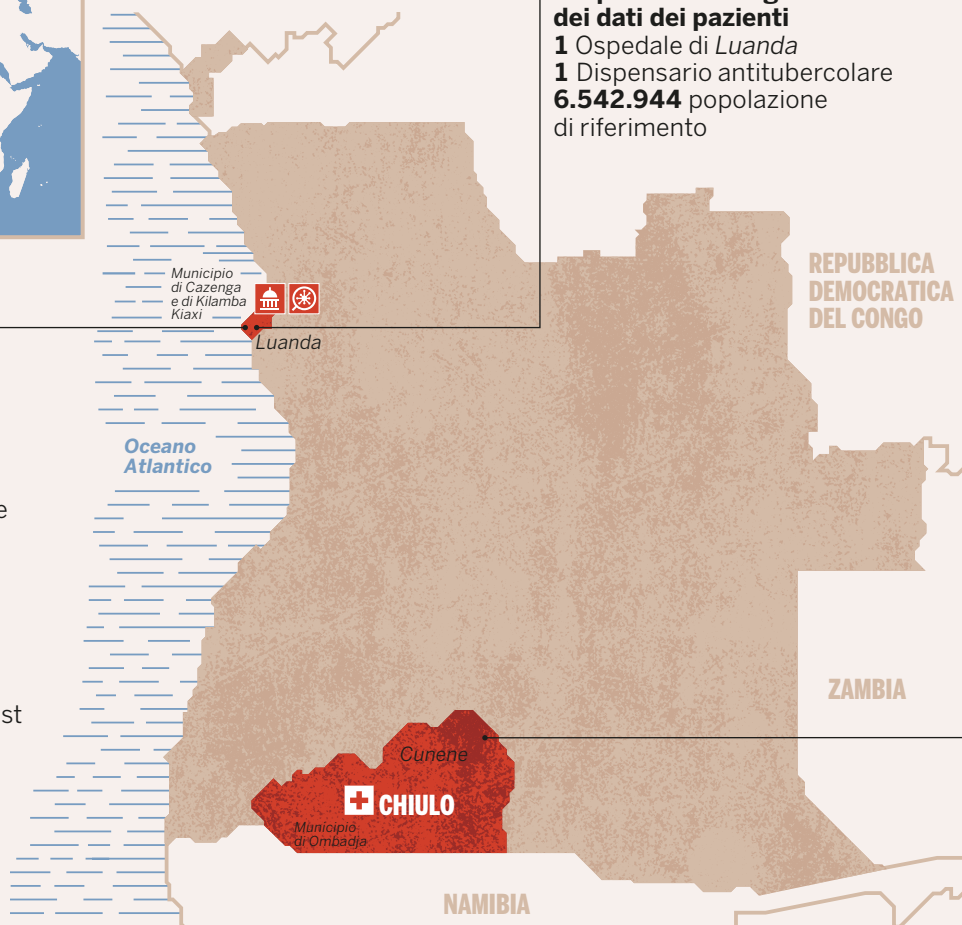 dei dati dei pazienti
1 Ospedale di Luanda
1 Dispensario antitubercolare
6.542.944 popolazione
di riferimento
REPUBBLICA
DEMOCRATICA
DEL CONGO
Municipio
di Cazenga
e di Kilamba
Kiaxi
Luanda
Oceano
Atlantico
e
st
ZAMBIA
Cunene
CHIULO
Municipio
di Ombadja
NAMIBIA